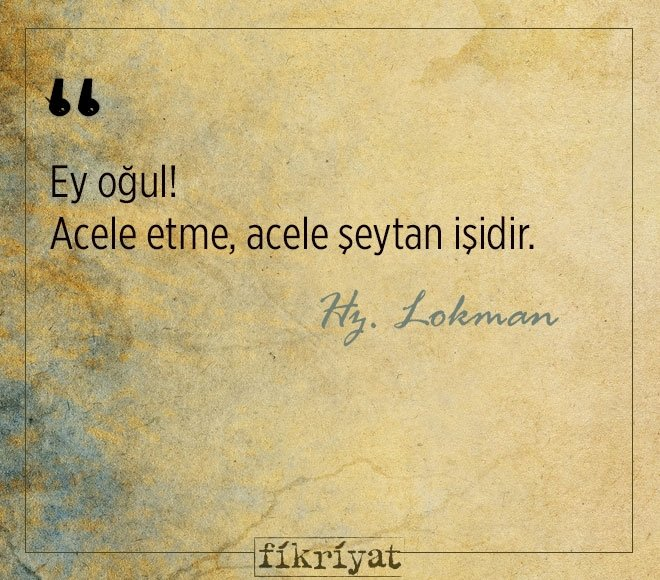 “
Ey oğul!
Acele etme, acele şeytan işidir.
Hz. Lokman
fikriyat